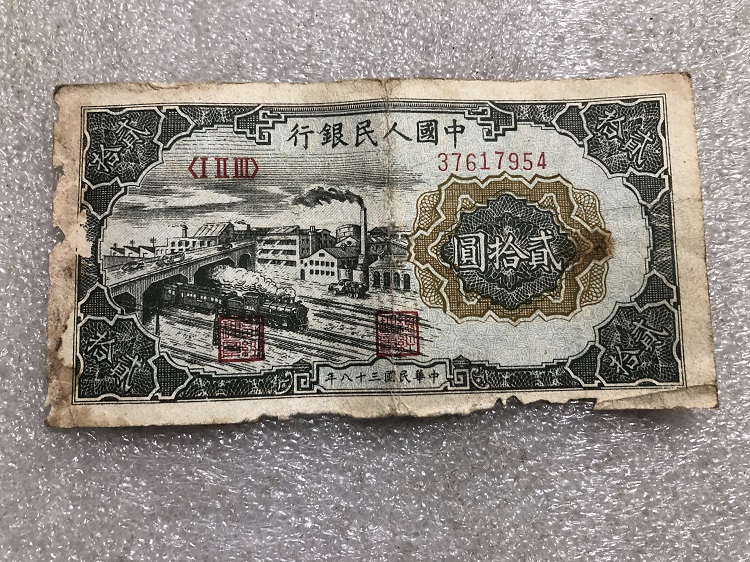 中國人民銀行
〈I II III〉
37617954
貳拾圓
貳拾
貳拾
貳拾
貳拾
中華民國三十八年